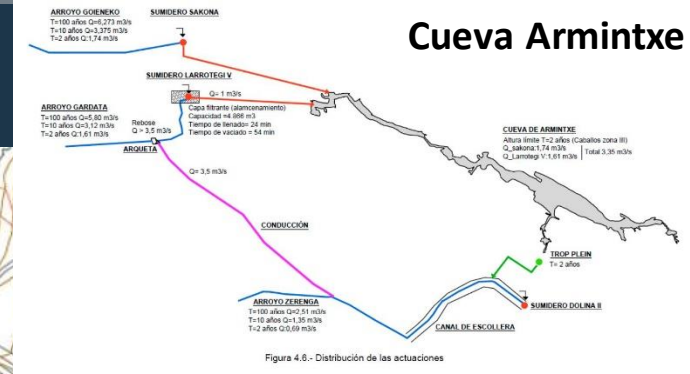 Cueva Armintxe
ARROYO GOIENEKO
T=100 años Q=6,273 m3/s
T=10 años Q=3,375 m3/s
T=2 años Q=1,74 m3/s
SUMIDERO SAKONA
SUMIDERO LARROTEGI V
Q= 1 m3/s
Capa filtrante (alamcenamiento)
Capacidad =4.866 m3
Tiempo de llenado= 24 min
Tiempo de vaciado = 54 min
ARROYO GARDATA
T=100 años Q=5,80 m3/s
T=10 años Q=3,12 m3/s
T=2 años Q:1,61 m3/s
Rebose
Q > 3,5 m3/s
ARQUETA
Q= 3,5 m3/s
CUEVA DE ARMINTXE
Altura límite T=2 años (Caballos zona III)
Q_sakona:1,74 m3/s
Q_Larrotegi V:1,61 m3/s
Total 3,35 m3/s
CONDUCCIÓN
TROP PLEIN
T= 2 años
ARROYO ZERENGA
T=100 años Q=2,51 m3/s
T=10 años Q=1,35 m3/s
T=2 años Q:0,69 m3/s
SUMIDERO DOLINA II
CANAL DE ESCOLLERA
Figura 4.6.- Distribución de las actuaciones